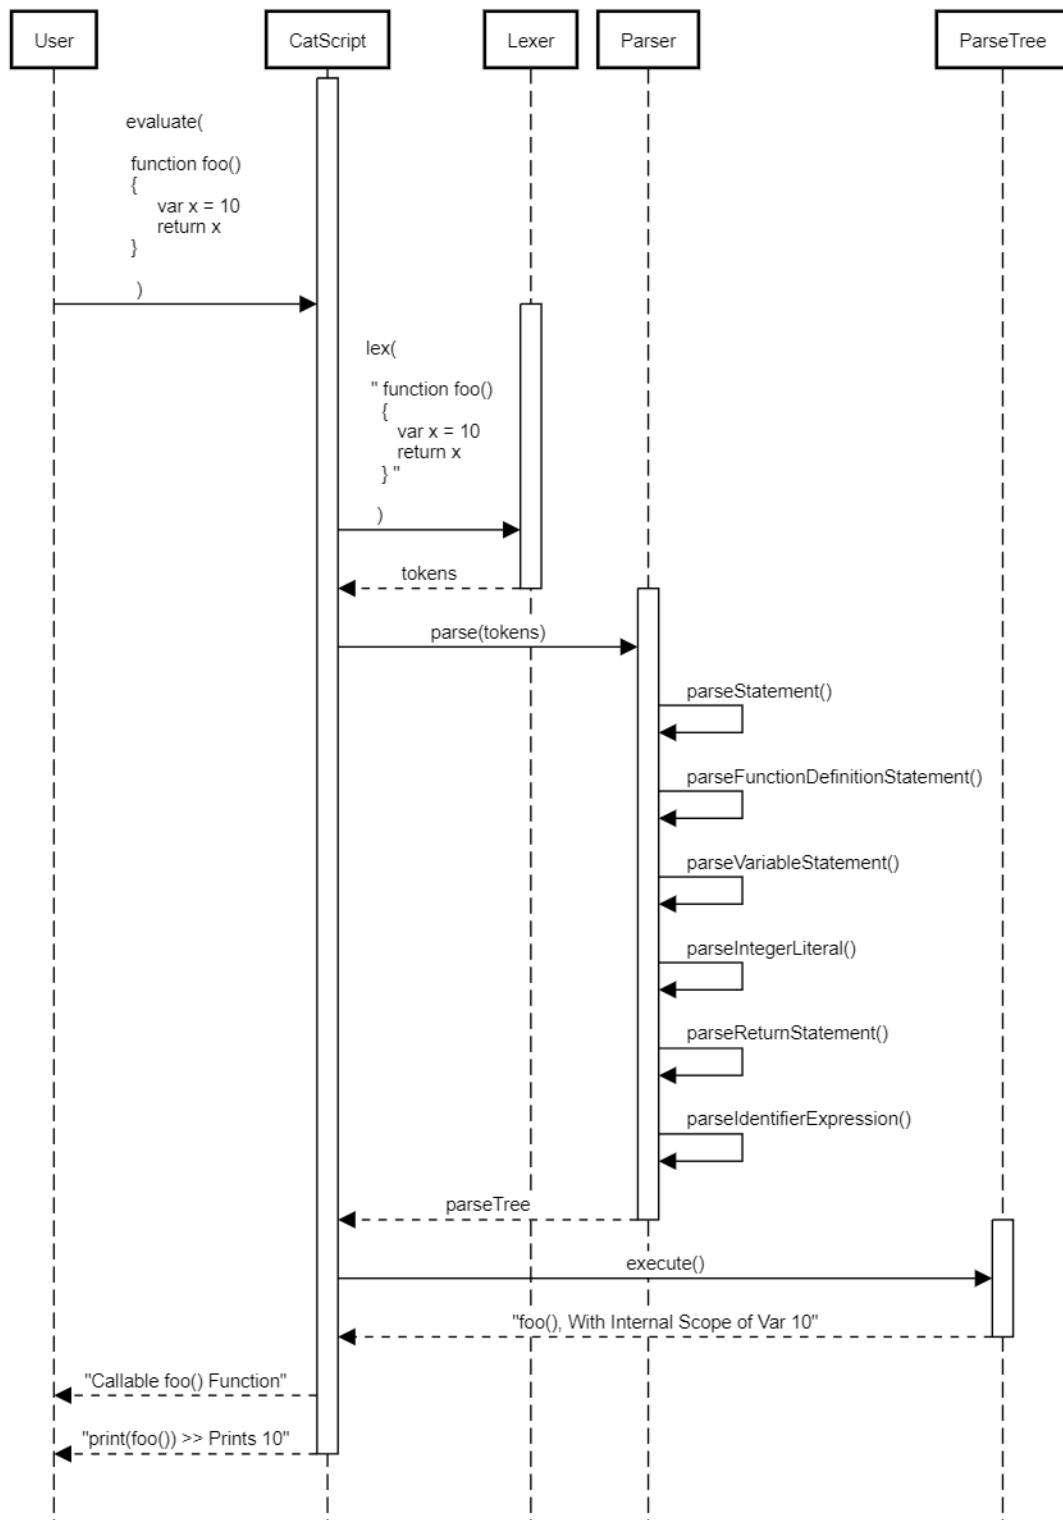 User
CatScript
Lexer
Parser
ParseTree
evaluate(
function foo()
{
var x = 10
return x
}
)
lex(
" function foo()
{
var x = 10
return x
} "
)
tokens
parse(tokens)
parseStatement()
parseFunctionDefinitionStatement()
parseVariableStatement()
parseIntegerLiteral()
parseReturnStatement()
parseIdentifierExpression()
parseTree
execute()
"foo(), With Internal Scope of Var 10"
"Callable foo() Function"
"print(foo()) >> Prints 10"